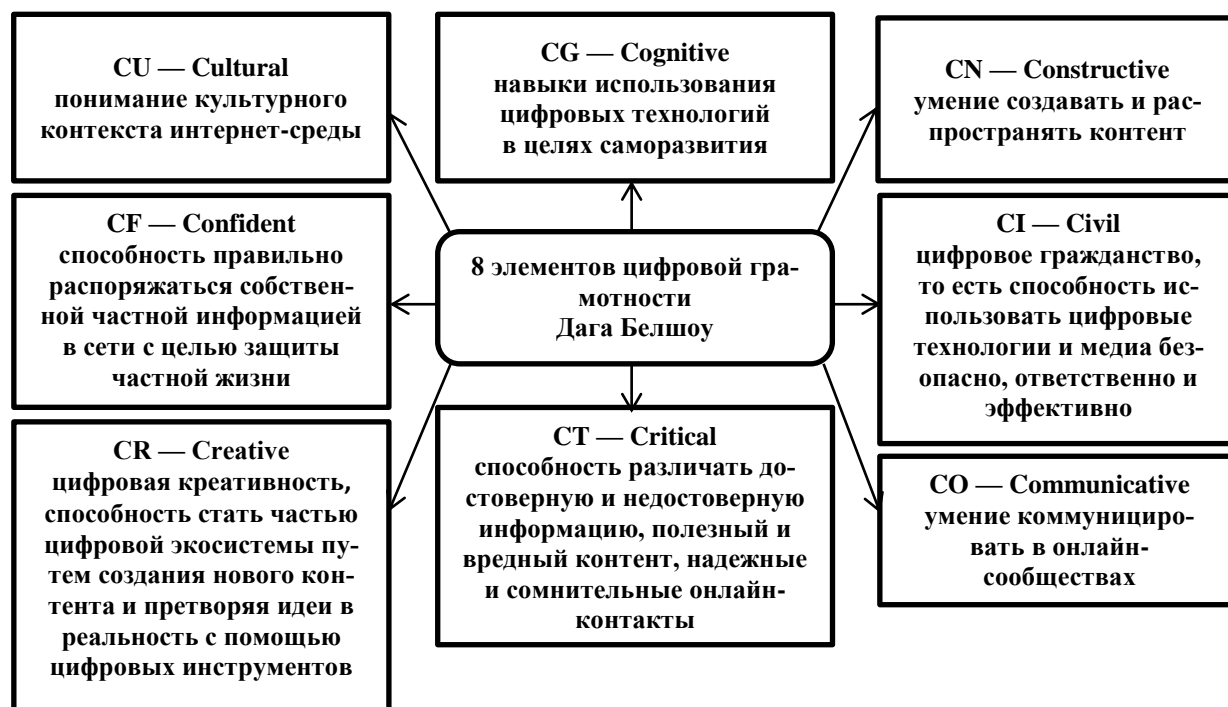 CU — Cultural
понимание культурного
контекста интернет-среды
CG — Cognitive
навыки использования
цифровых технологий
в целях саморазвития
CN — Constructive
умение создавать и рас-
пространять контент
CF — Confident
способность правильно
распоряжаться собствен-
ной частной информацией
в сети с целью защиты
частной жизни
8 элементов цифровой гра-
мотности
Дага Белшоу
CI — Civil
цифровое гражданство,
то есть способность ис-
пользовать цифровые
технологии и медиа без-
опасно, ответственно и
эффективно
CR — Creative
цифровая креативность,
способность стать частью
цифровой экосистемы пу-
тем создания нового кон-
тента и претворяя идеи в
реальность с помощью
цифровых инструментов
CT — Critical
способность различать до-
стоверную и недостоверную
информацию, полезный и
вредный контент, надежные
и сомнительные онлайн-
контакты
CO — Communicative
умение коммуницир­о-
вать в онлайн-
сообществах